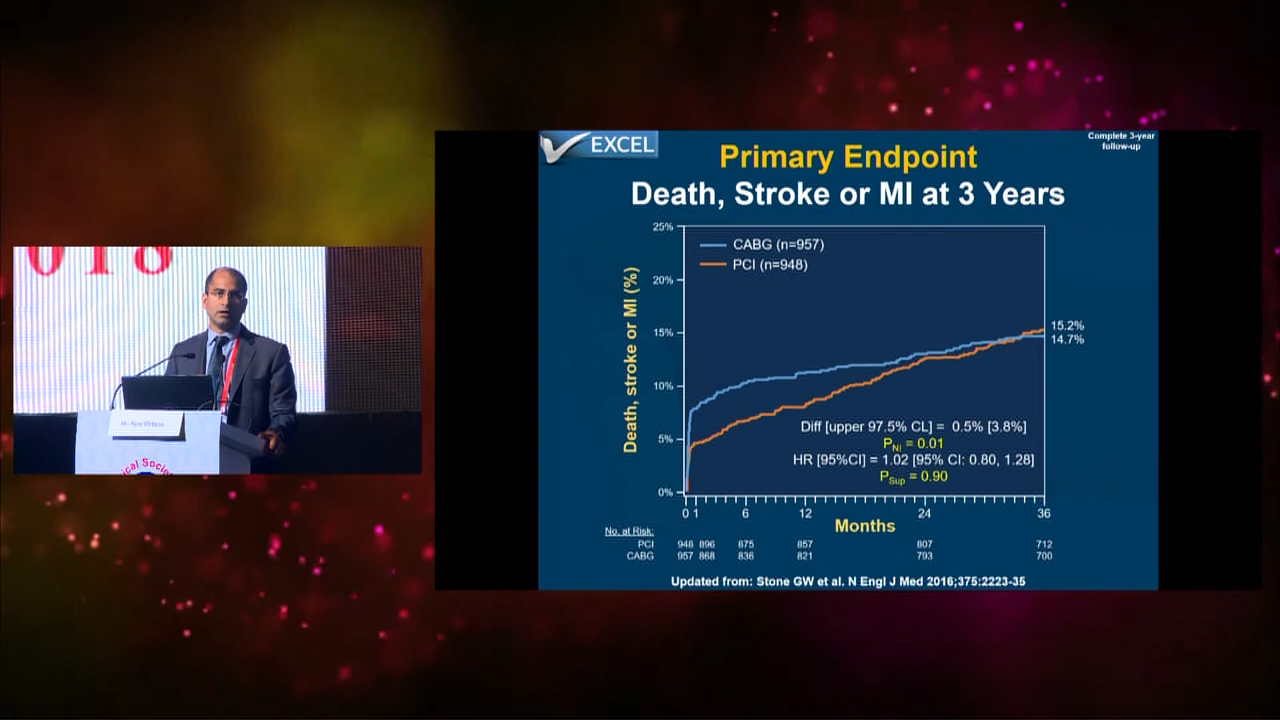 018
ical Socie
EXCEL
Complete 3-year
follow-up
Primary Endpoint
Death, Stroke or MI at 3 Years
25%
20%
15%
10%
5%
0%
Death, stroke or MI (%)
CABG (n=957)
PCI (n=948)
15.2%
14.7%
Diff [upper 97.5% CL] = 0.5% [3.8%]
PNI = 0.01
HR [95%CI] = 1.02 [95% CI: 0.80, 1.28]
PSup = 0.90
0 1 6 12 24 36
Months
No. at Risk:
PCI 948 896 875 857 807 712
CABG 957 868 836 821 793 700
Updated from: Stone GW et al. N Engl J Med 2016;375:2223-35